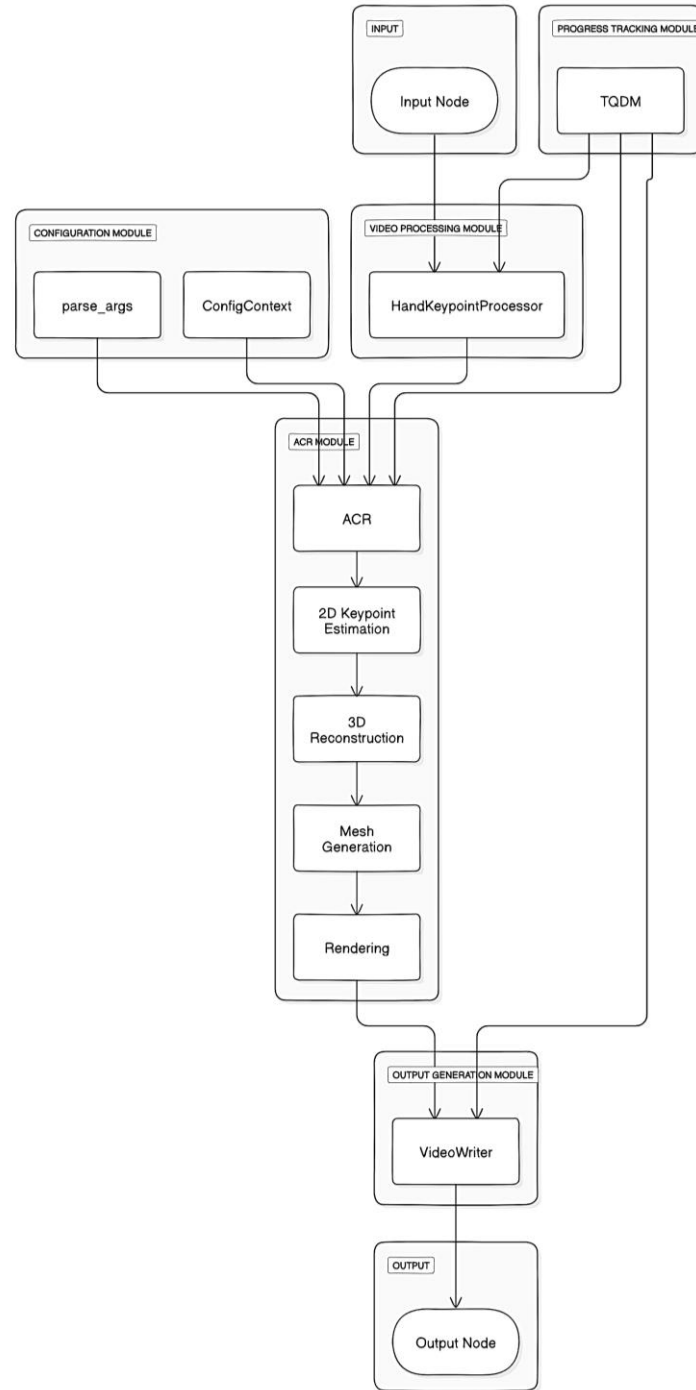 INPUT
Input Node
PROGRESS TRACKING MODULE
TQDM
CONFIGURATION MODULE
parse_args
ConfigContext
VIDEO PROCESSING MODULE
HandKeypointProcessor
ACR MODULE
ACR
2D Keypoint
Estimation
3D
Reconstruction
Mesh
Generation
Rendering
OUTPUT GENERATION MODULE
VideoWriter
OUTPUT
Output Node